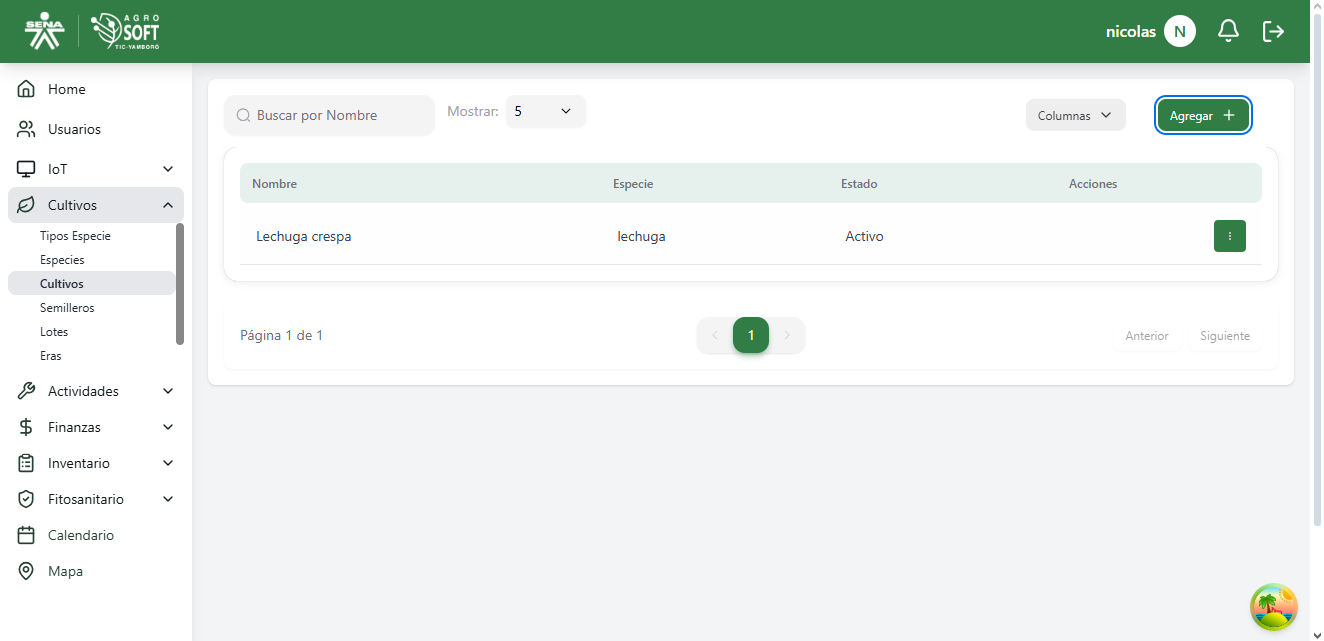 SENA
AGRO
SOFT
TIC-YAMBORÓ
nicolas
N
Home
Usuarios
IoT
Cultivos
Tipos Especie
Especies
Cultivos
Semilleros
Lotes
Eras
Actividades
Finanzas
Inventario
Fitosanitario
Calendario
Mapa
Buscar por Nombre
Mostrar:
5
Columnas
Agregar
Nombre Especie Estado Acciones
Lechuga crespa lechuga Activo
Página 1 de 1
1
Anterior
Siguiente